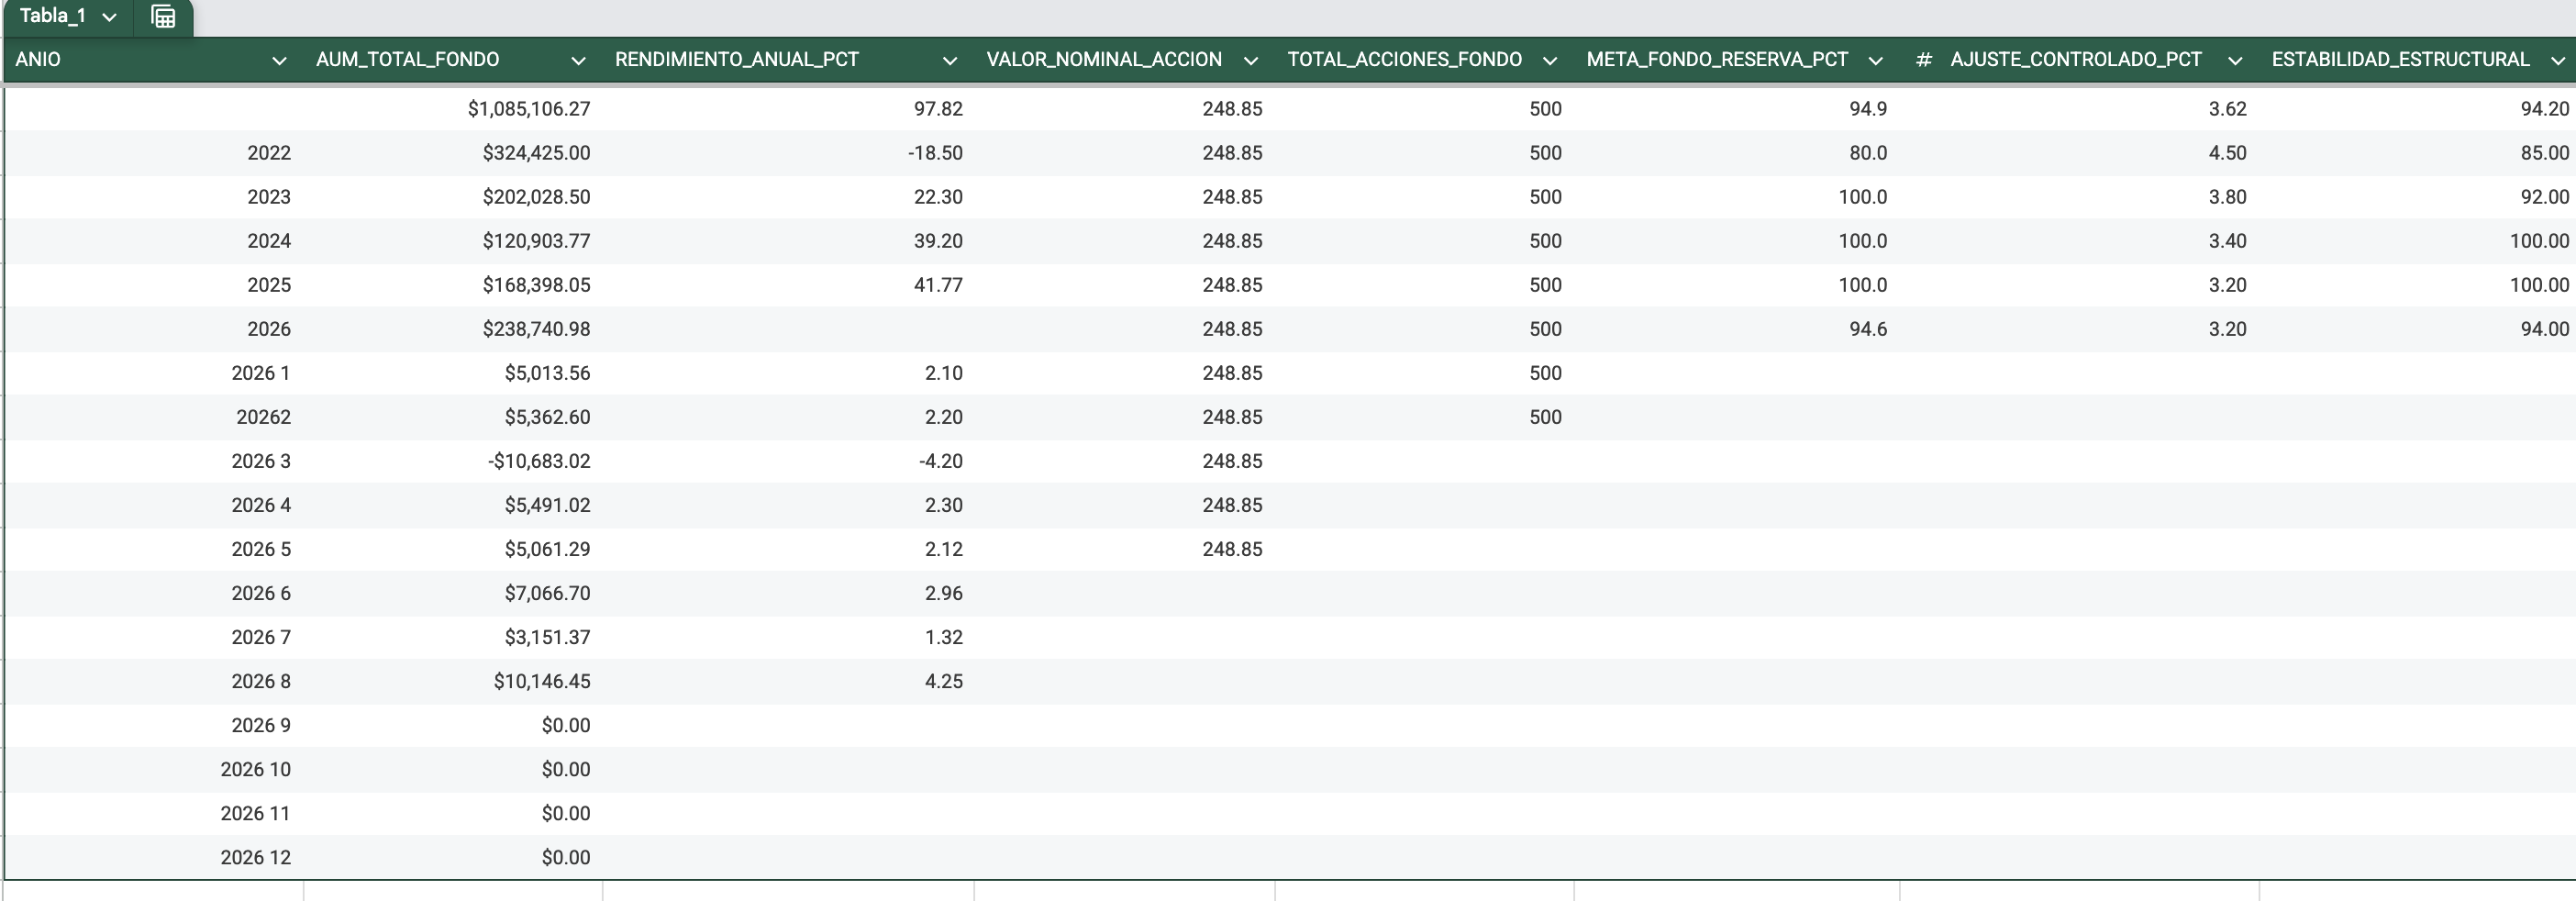 Tabla_1
ANIO AUM_TOTAL_FONDO RENDIMIENTO_ANUAL_PCT VALOR_NOMINAL_ACCION TOTAL_ACCIONES_FONDO META_FONDO_RESERVA_PCT # AJUSTE_CONTROLADO_PCT ESTABILIDAD_ESTRUCTURAL
$1,085,106.27 97.82 248.85 500 94.9 3.62 94.20
2022 $324,425.00 -18.50 248.85 500 80.0 4.50 85.00
2023 $202,028.50 22.30 248.85 500 100.0 3.80 92.00
2024 $120,903.77 39.20 248.85 500 100.0 3.40 100.00
2025 $168,398.05 41.77 248.85 500 100.0 3.20 100.00
2026 $238,740.98 248.85 500 94.6 3.20 94.00
2026 1 $5,013.56 2.10 248.85 500
20262 $5,362.60 2.20 248.85 500
2026 3 -$10,683.02 -4.20 248.85
2026 4 $5,491.02 2.30 248.85
2026 5 $5,061.29 2.12 248.85
2026 6 $7,066.70 2.96
2026 7 $3,151.37 1.32
2026 8 $10,146.45 4.25
2026 9 $0.00
2026 10 $0.00
2026 11 $0.00
2026 12 $0.00